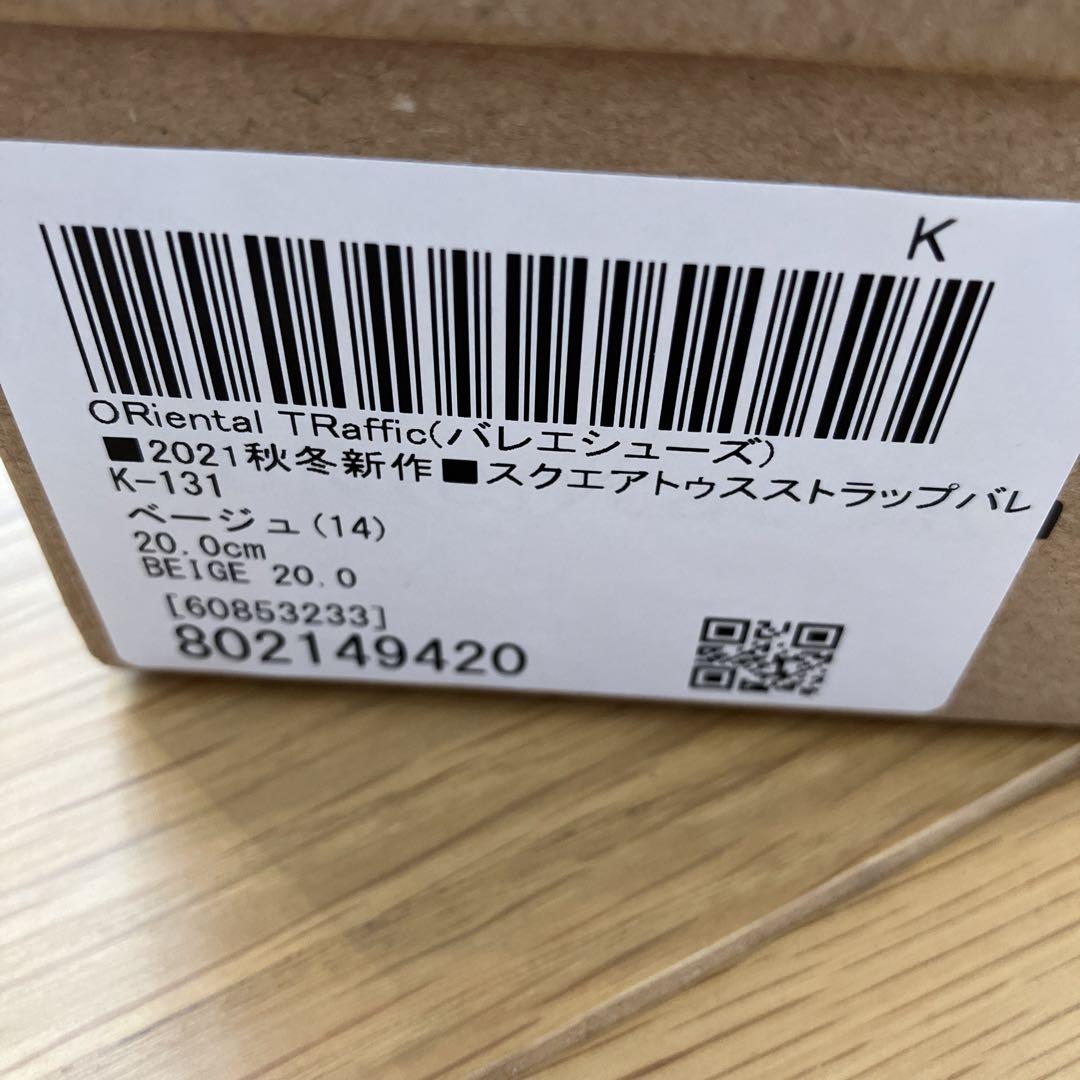 K
ORiental TRaffic(バレエシューズ)
■2021秋冬新作■スクエアトゥスストラップバレ
K-131
ベージュ(14)
20.0cm
BEIGE 20.0
[60853233]
802149420